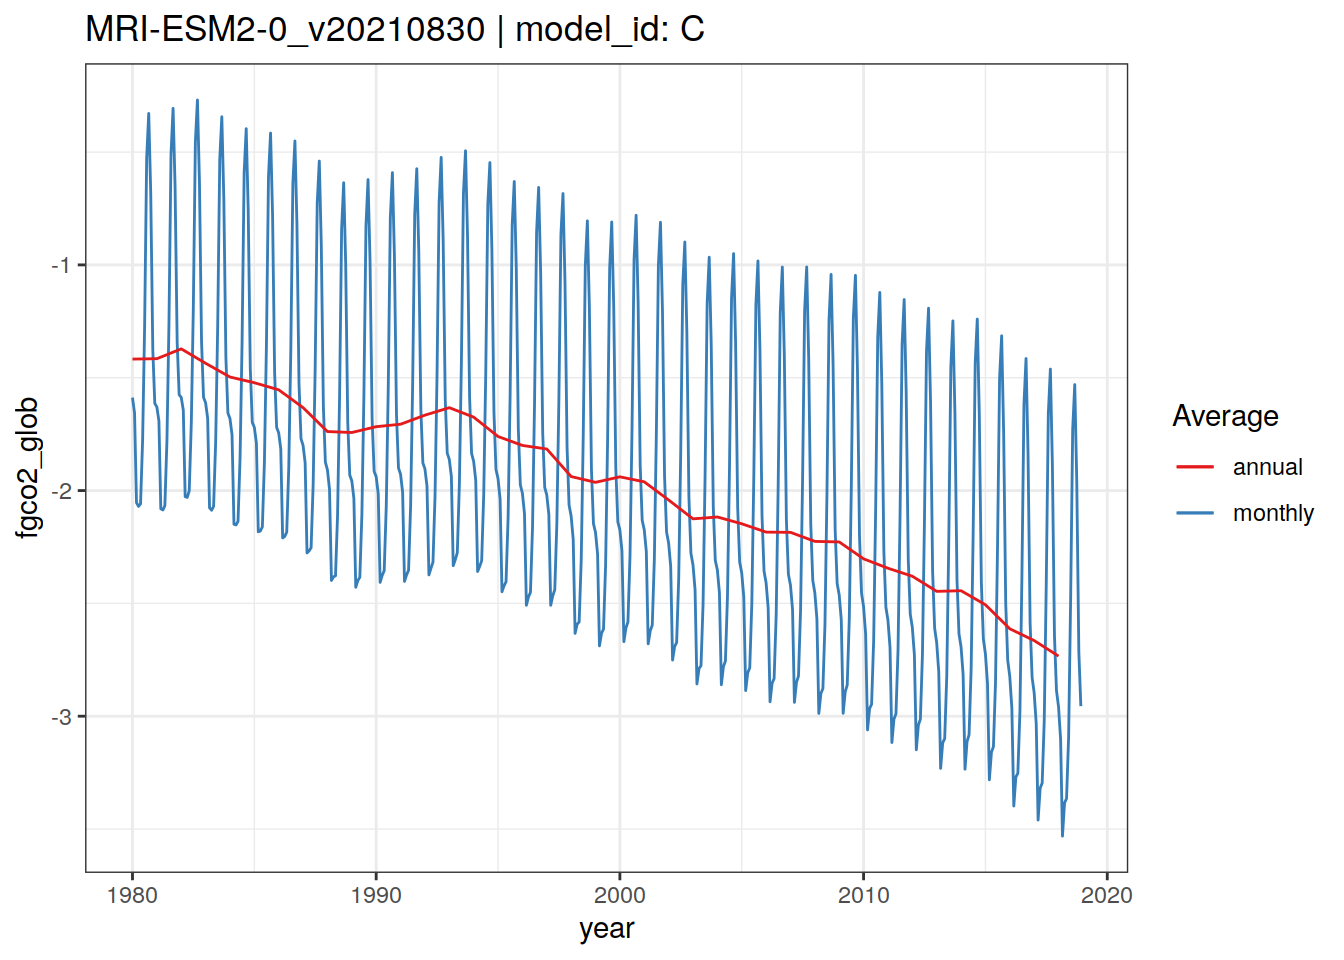 MRI-ESM2-0_v20210830 | model_id: C
fgco2_glob
-1
-2
-3
1980
1990
2000
2010
2020
year
Average
annual
monthly